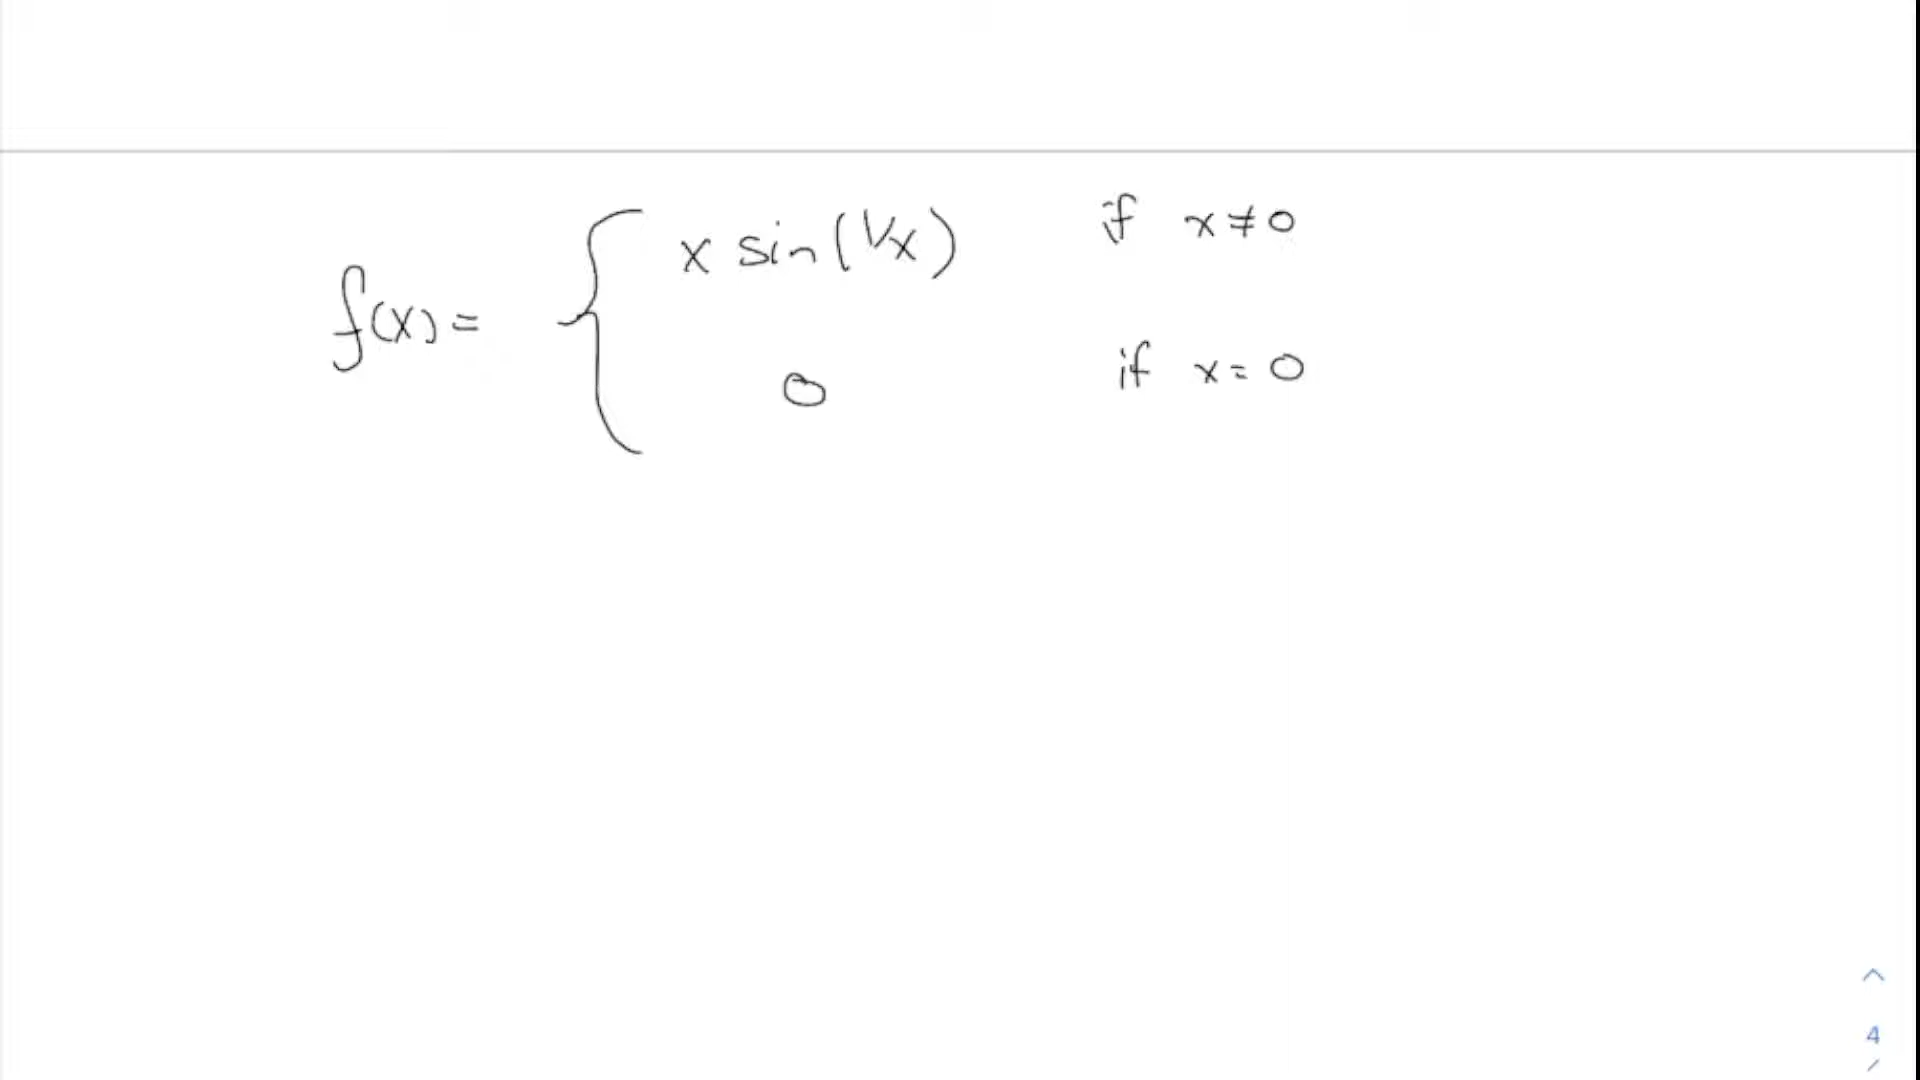 x sin(1/x) if x≠0
f(x)=
0 if x=0
4